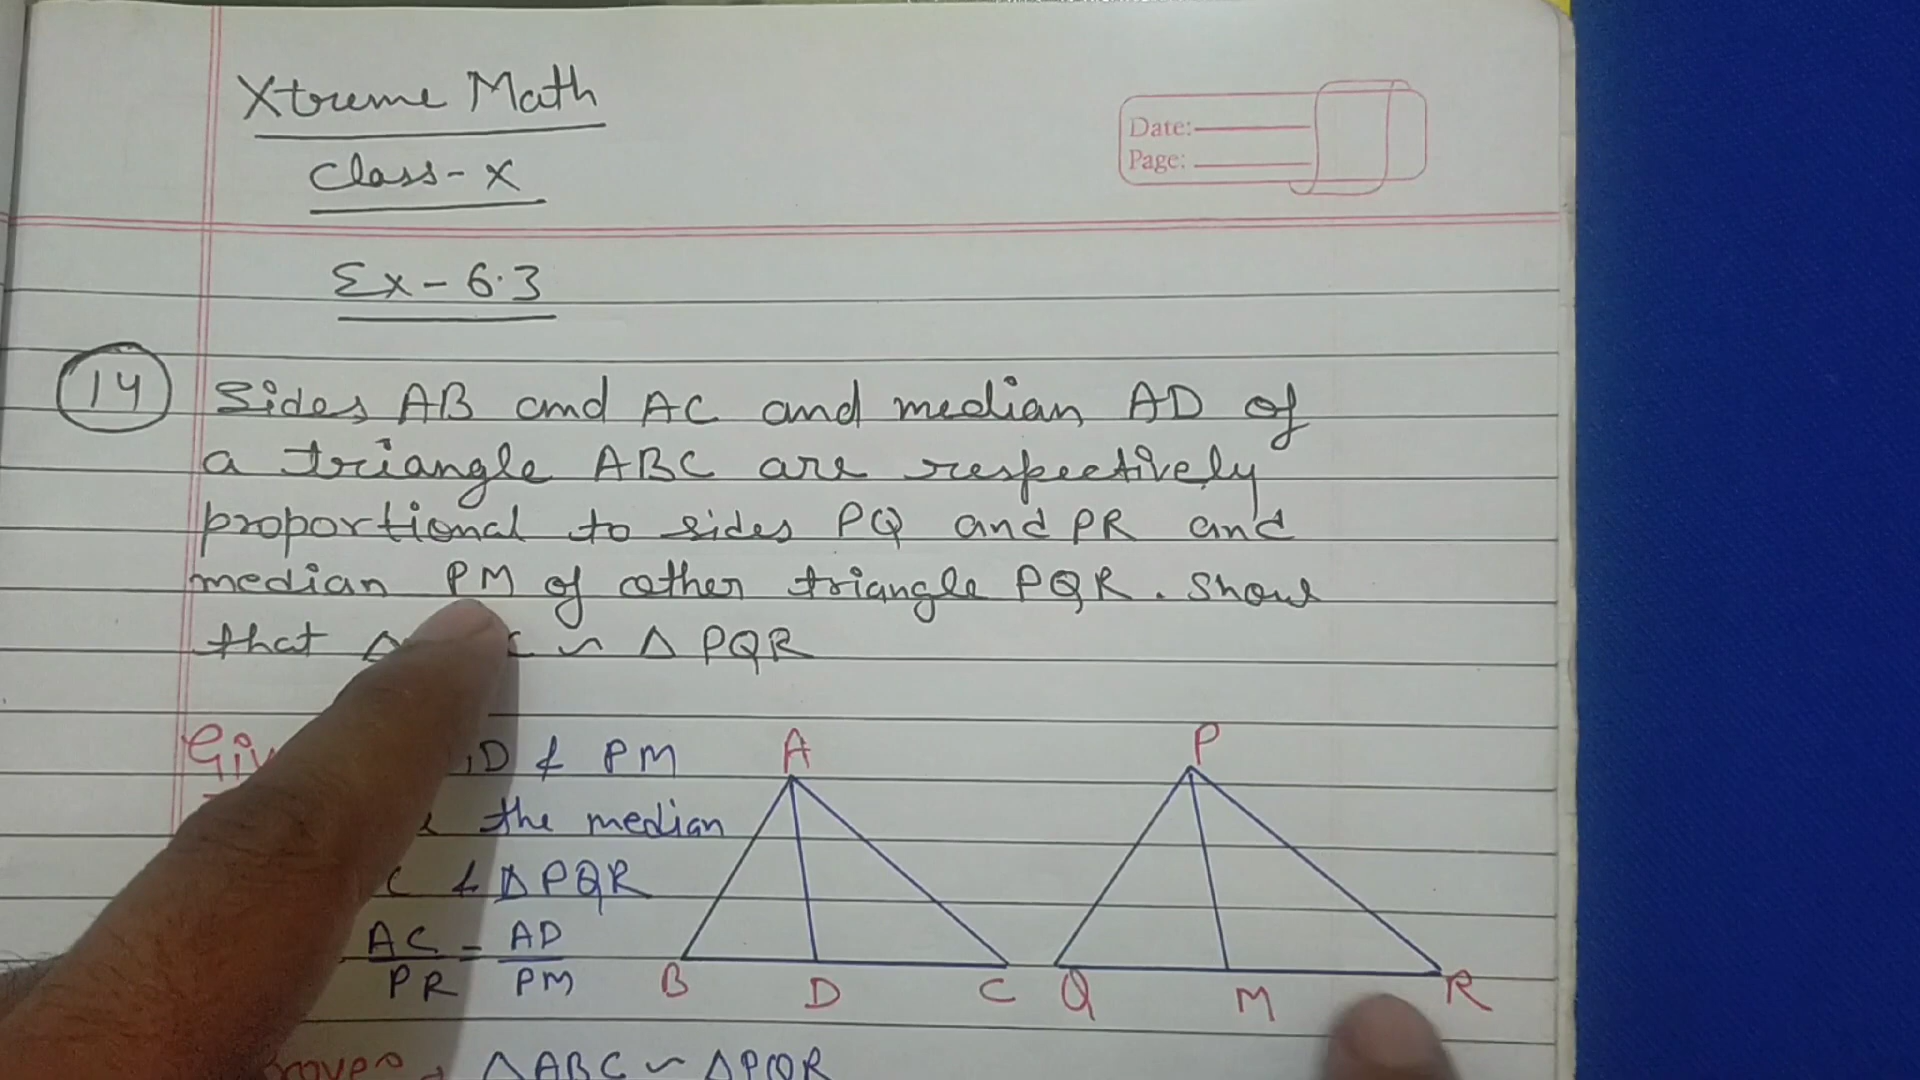 Xtreme Math
Class-X
Date:
Page:
Ex-6.3
14 Sides AB and AC and median AD of
a triangle ABC are respectively
proportional to sides PQ and PR and
median PM of other triangle PQR. Show
that Δ C ~ Δ PQR
D & PM
the median
C & Δ PQR
AC/PR = AD/PM
A
B D C
P
Q M R
ΔABC ~ ΔPQR